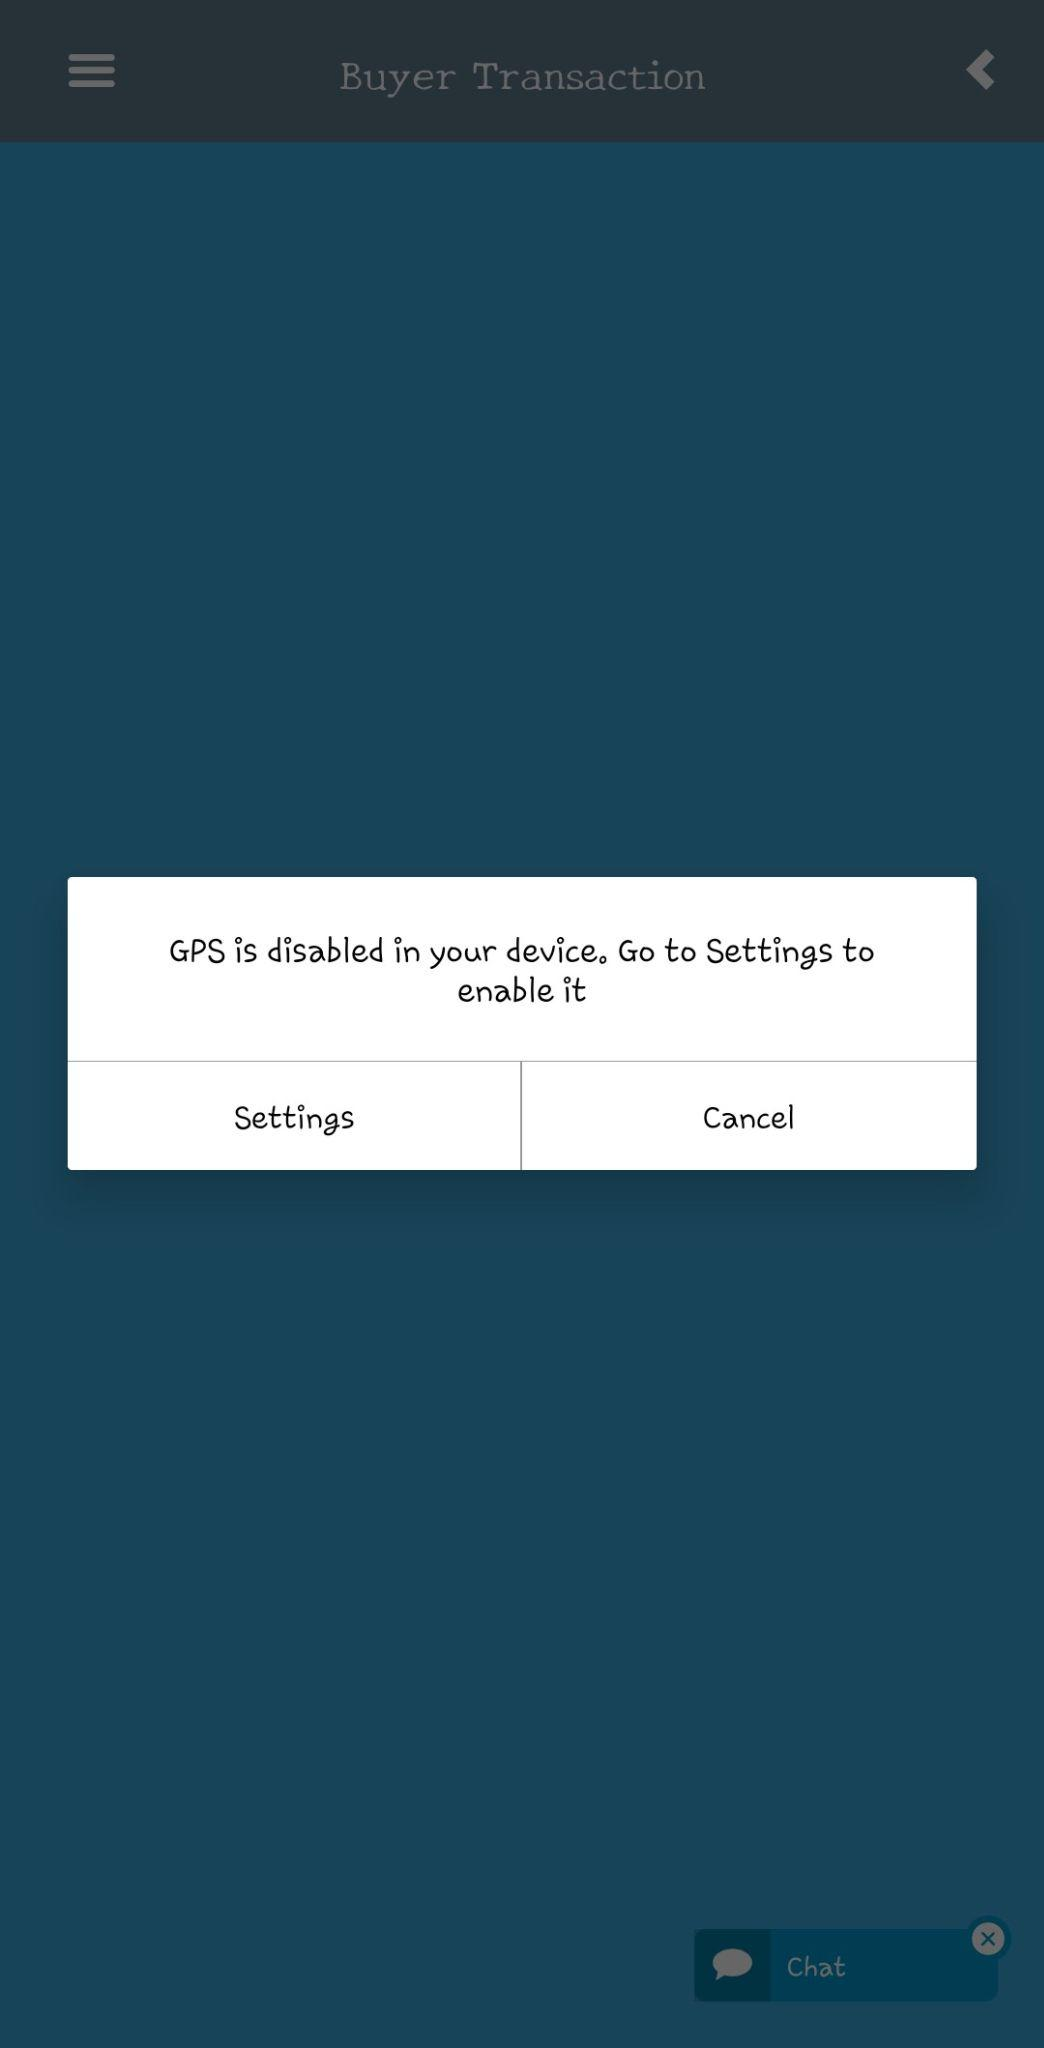 Buyer Transaction
GPS is disabled in your device. Go to Settings to
enable it
Settings
Cancel
Chat